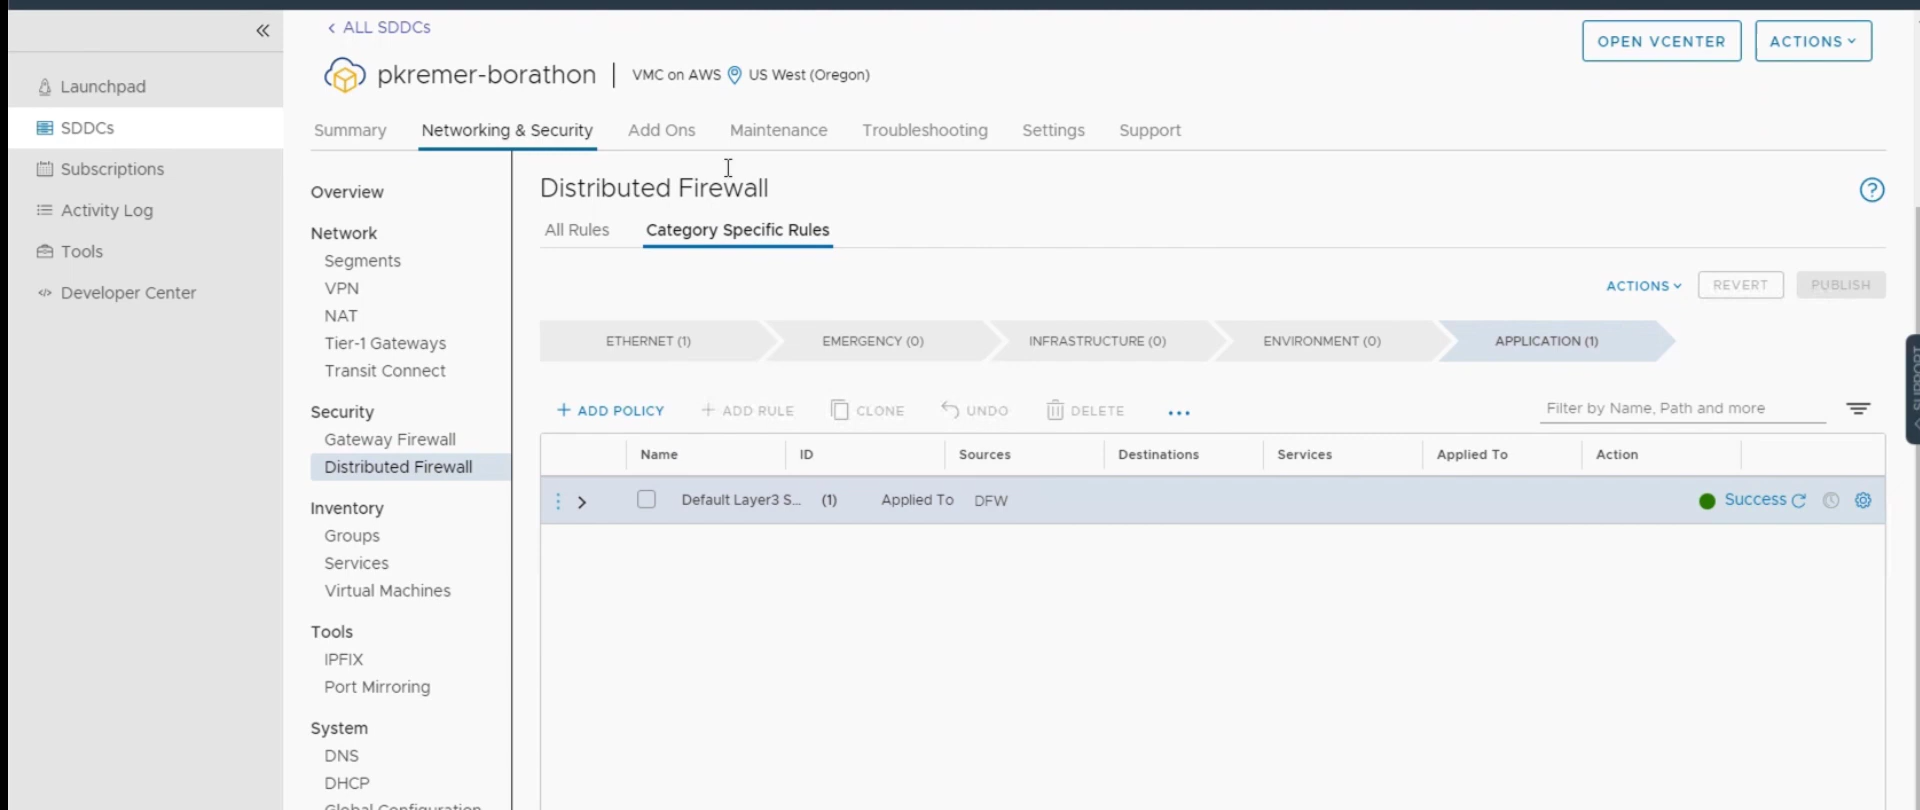 ALL SDDCs
OPEN VCENTER
ACTIONS
pkremer-borathon
VMC on AWS US West (Oregon)
Launchpad
SDDCs
Subscriptions
Activity Log
Tools
Developer Center
Summary Networking & Security Add Ons Maintenance Troubleshooting Settings Support
Overview
Network
Segments
VPN
NAT
Tier-1 Gateways
Transit Connect
Security
Gateway Firewall
Distributed Firewall
Inventory
Groups
Services
Virtual Machines
Tools
IPFIX
Port Mirroring
System
DNS
DHCP
Global Configuration
Distributed Firewall
All Rules Category Specific Rules
ACTIONS REVERT PUBLISH
ETHERNET (1) EMERGENCY (0) INFRASTRUCTURE (0) ENVIRONMENT (0) APPLICATION (1)
+ ADD POLICY + ADD RULE CLONE UNDO DELETE ...
Filter by Name, Path and more
Name ID Sources Destinations Services Applied To Action
Default Layer3 S... (1) Applied To DFW Success
SUPPORT